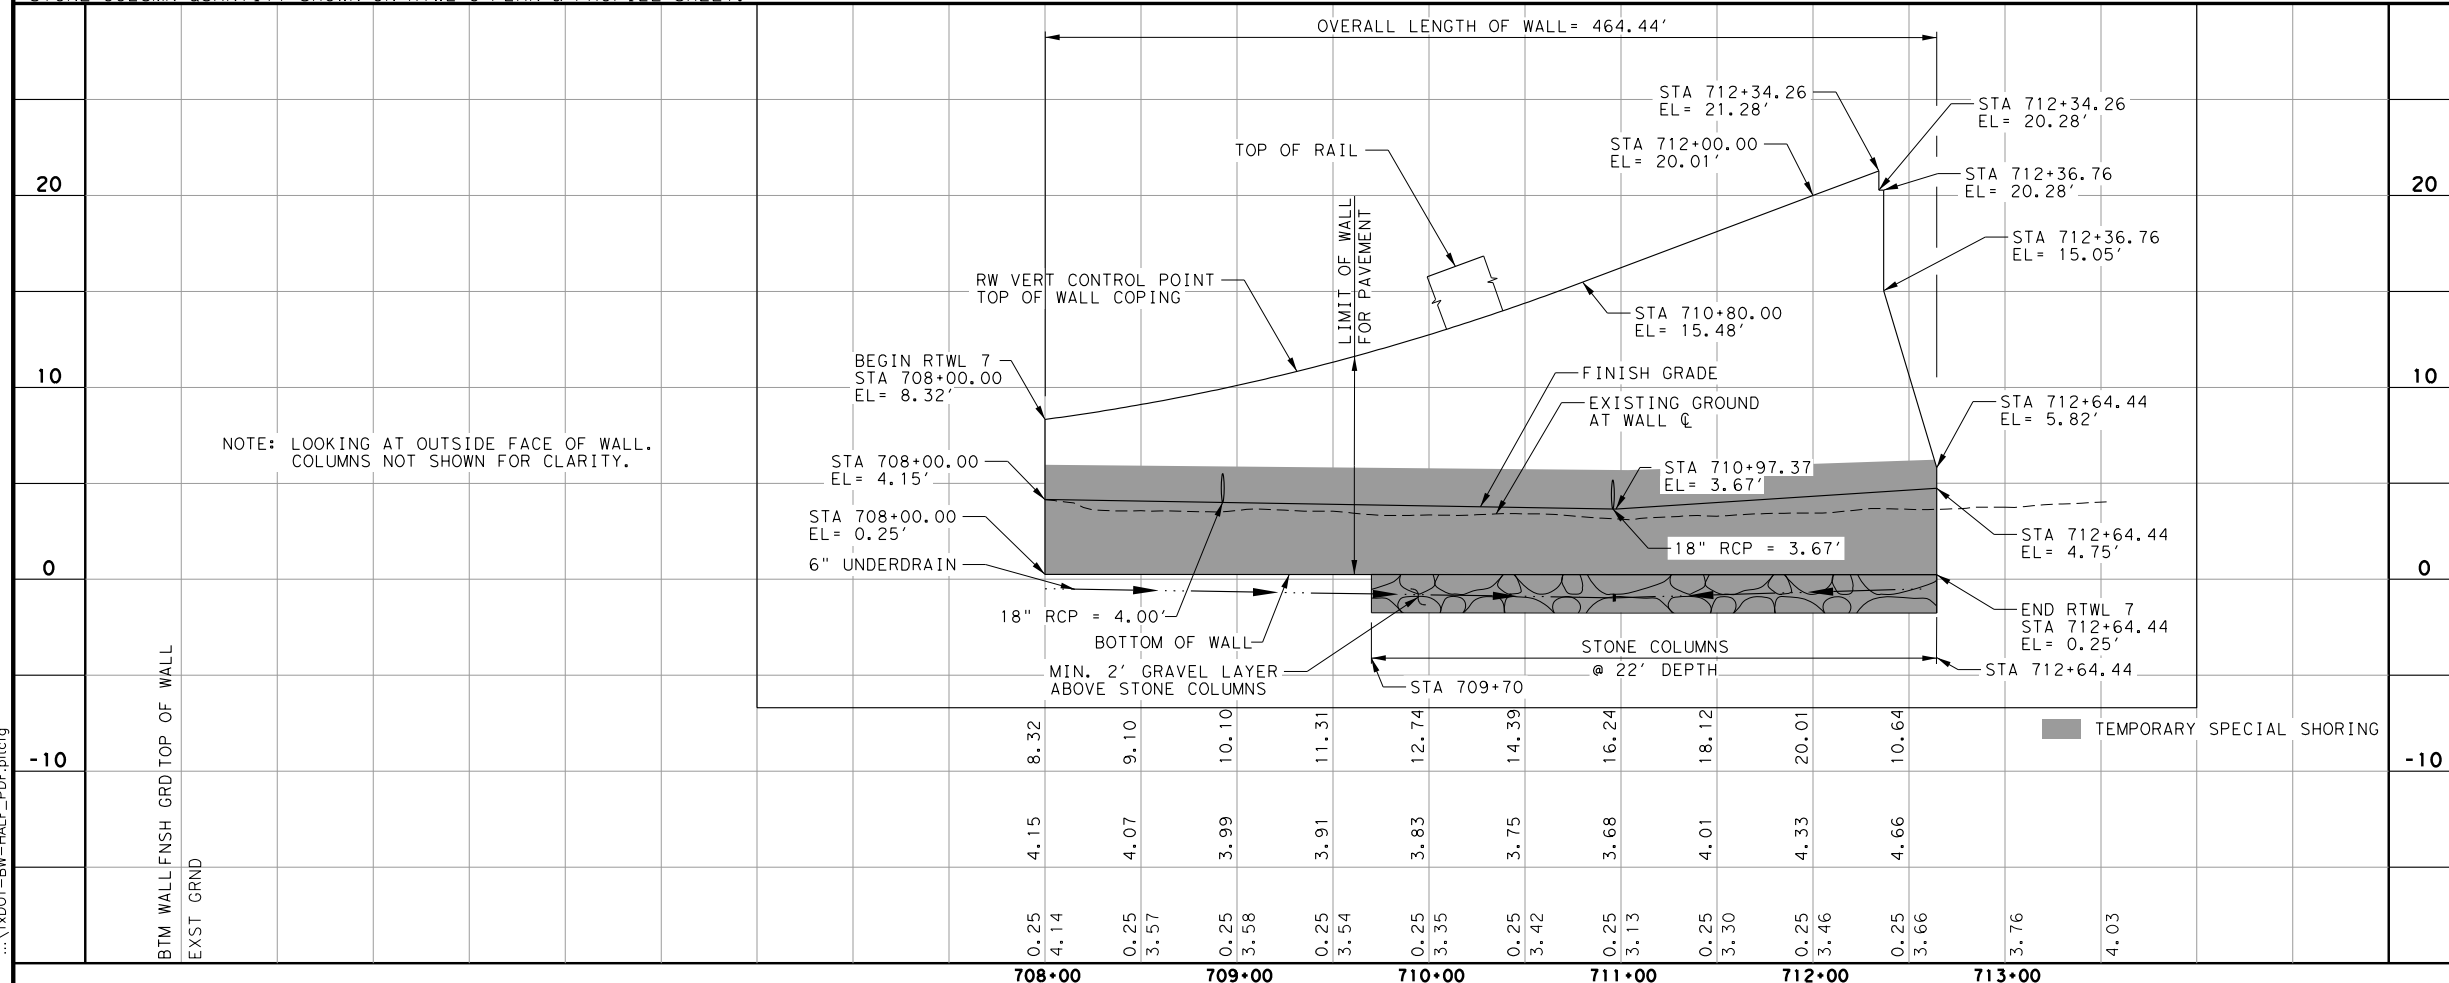 OVERALL LENGTH OF WALL= 464.44'
STA 712+34.26
EL= 21.28'
STA 712+34.26
EL= 20.28'
TOP OF RAIL
STA 712+00.00
EL= 20.01'
STA 712+36.76
EL= 20.28'
20
20
LIMIT OF WALL
FOR PAVEMENT
STA 712+36.76
EL= 15.05'
RW VERT CONTROL POINT
TOP OF WALL COPING
STA 710+80.00
EL= 15.48'
BEGIN RTWL 7
STA 708+00.00
EL= 8.32'
10
10
FINISH GRADE
EXISTING GROUND
AT WALL ℄
STA 712+64.44
EL= 5.82'
NOTE: LOOKING AT OUTSIDE FACE OF WALL.
COLUMNS NOT SHOWN FOR CLARITY.
STA 708+00.00
EL= 4.15'
STA 710+97.37
EL= 3.67'
STA 708+00.00
EL= 0.25'
18" RCP = 3.67'
STA 712+64.44
EL= 4.75'
6" UNDERDRAIN
0
0
18" RCP = 4.00'
END RTWL 7
STA 712+64.44
EL= 0.25'
BOTTOM OF WALL
STONE COLUMNS
@ 22' DEPTH
MIN. 2' GRAVEL LAYER
ABOVE STONE COLUMNS
STA 709+70
STA 712+64.44
TEMPORARY SPECIAL SHORING
-10
-10
TOP OF WALL
8.32 9.10 10.10 11.31 12.74 14.39 16.24 18.12 20.01 10.64
FNSH GRD
4.15 4.07 3.99 3.91 3.83 3.75 3.68 4.01 4.33 4.66
BTM WALL
0.25 0.25 0.25 0.25 0.25 0.25 0.25 0.25 0.25 0.25
EXST GRND
4.14 3.57 3.58 3.54 3.35 3.42 3.13 3.30 3.46 3.66 3.76 4.03
708+00 709+00 710+00 711+00 712+00 713+00